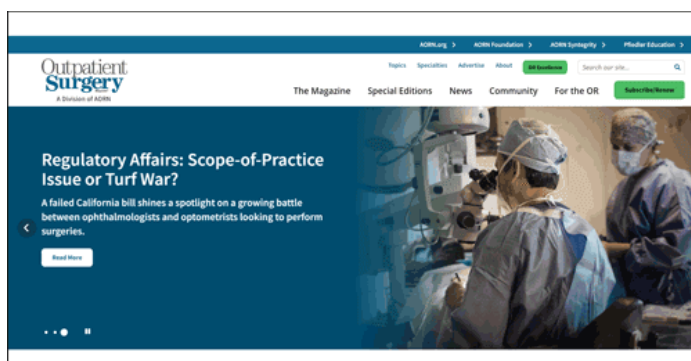 AORN.org > AORN Foundation > AORN Syntegrity > Pfiedler Education >
Outpatient
Surgery
A Division of AORN
Topics Specialties Advertise About OR Excellence Search our site...
The Magazine Special Editions News Community For the OR Subscribe/Renew
Regulatory Affairs: Scope-of-Practice
Issue or Turf War?
A failed California bill shines a spotlight on a growing battle
between ophthalmologists and optometrists looking to perform
surgeries.
Read More